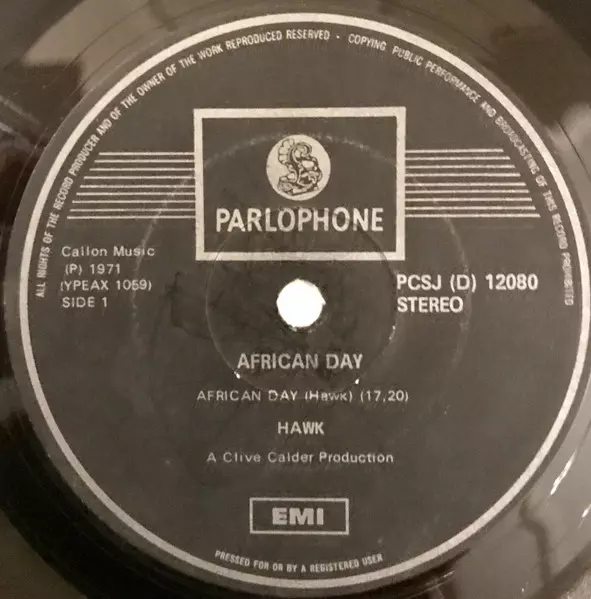 ALL RIGHTS OF THE RECORD PRODUCER AND OF THE OWNER OF THE WORK REPRODUCED RESERVED · COPYING PUBLIC PERFORMANCE AND BROADCASTING OF THIS RECORD PROHIBITED
PARLOPHONE
Callon Music
(P) 1971
(YPEAX 1059)
SIDE 1
PCSJ (D) 12080
STEREO
AFRICAN DAY
AFRICAN DAY (Hawk) (17,20)
HAWK
A Clive Calder Production
EMI
PRESSED FOR OR BY A REGISTERED USER